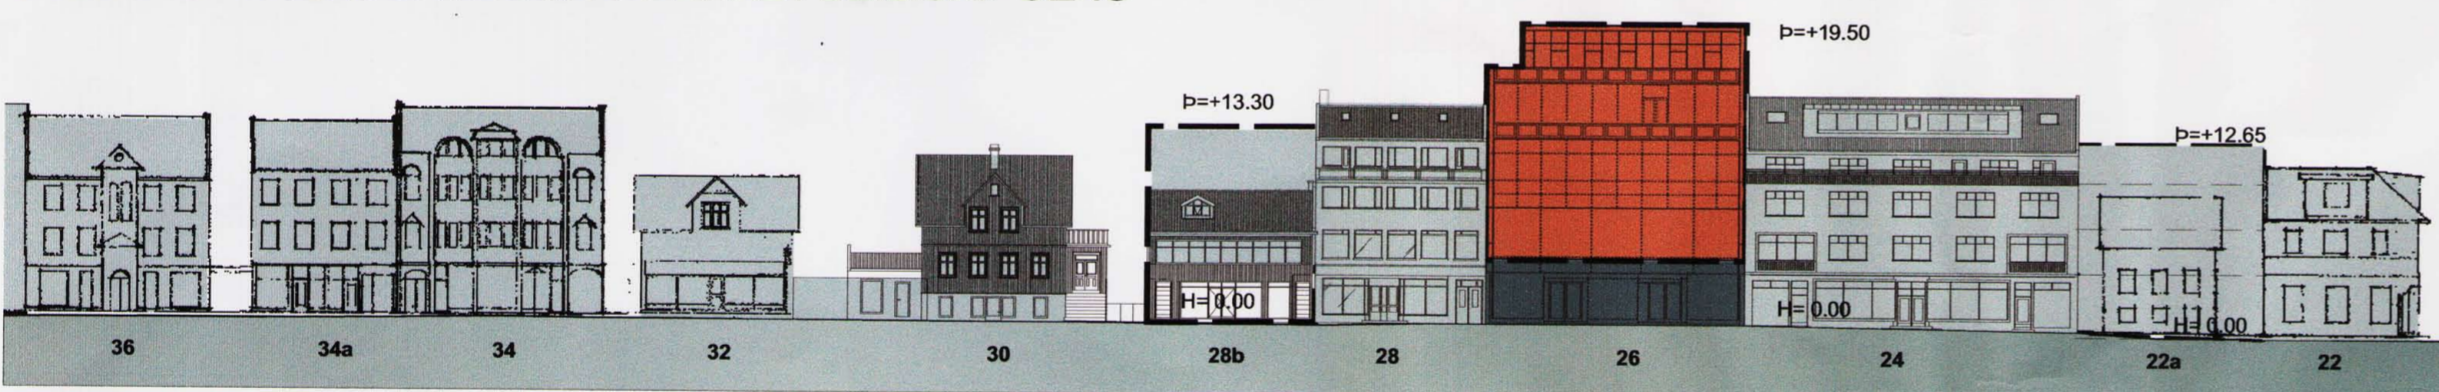 Þ=+19.50
Þ=+13.30
Þ=+12.65
H= 0.00
H= 0.00
H= 0.00
36 34a 34 32 30 28b 28 26 24 22a 22